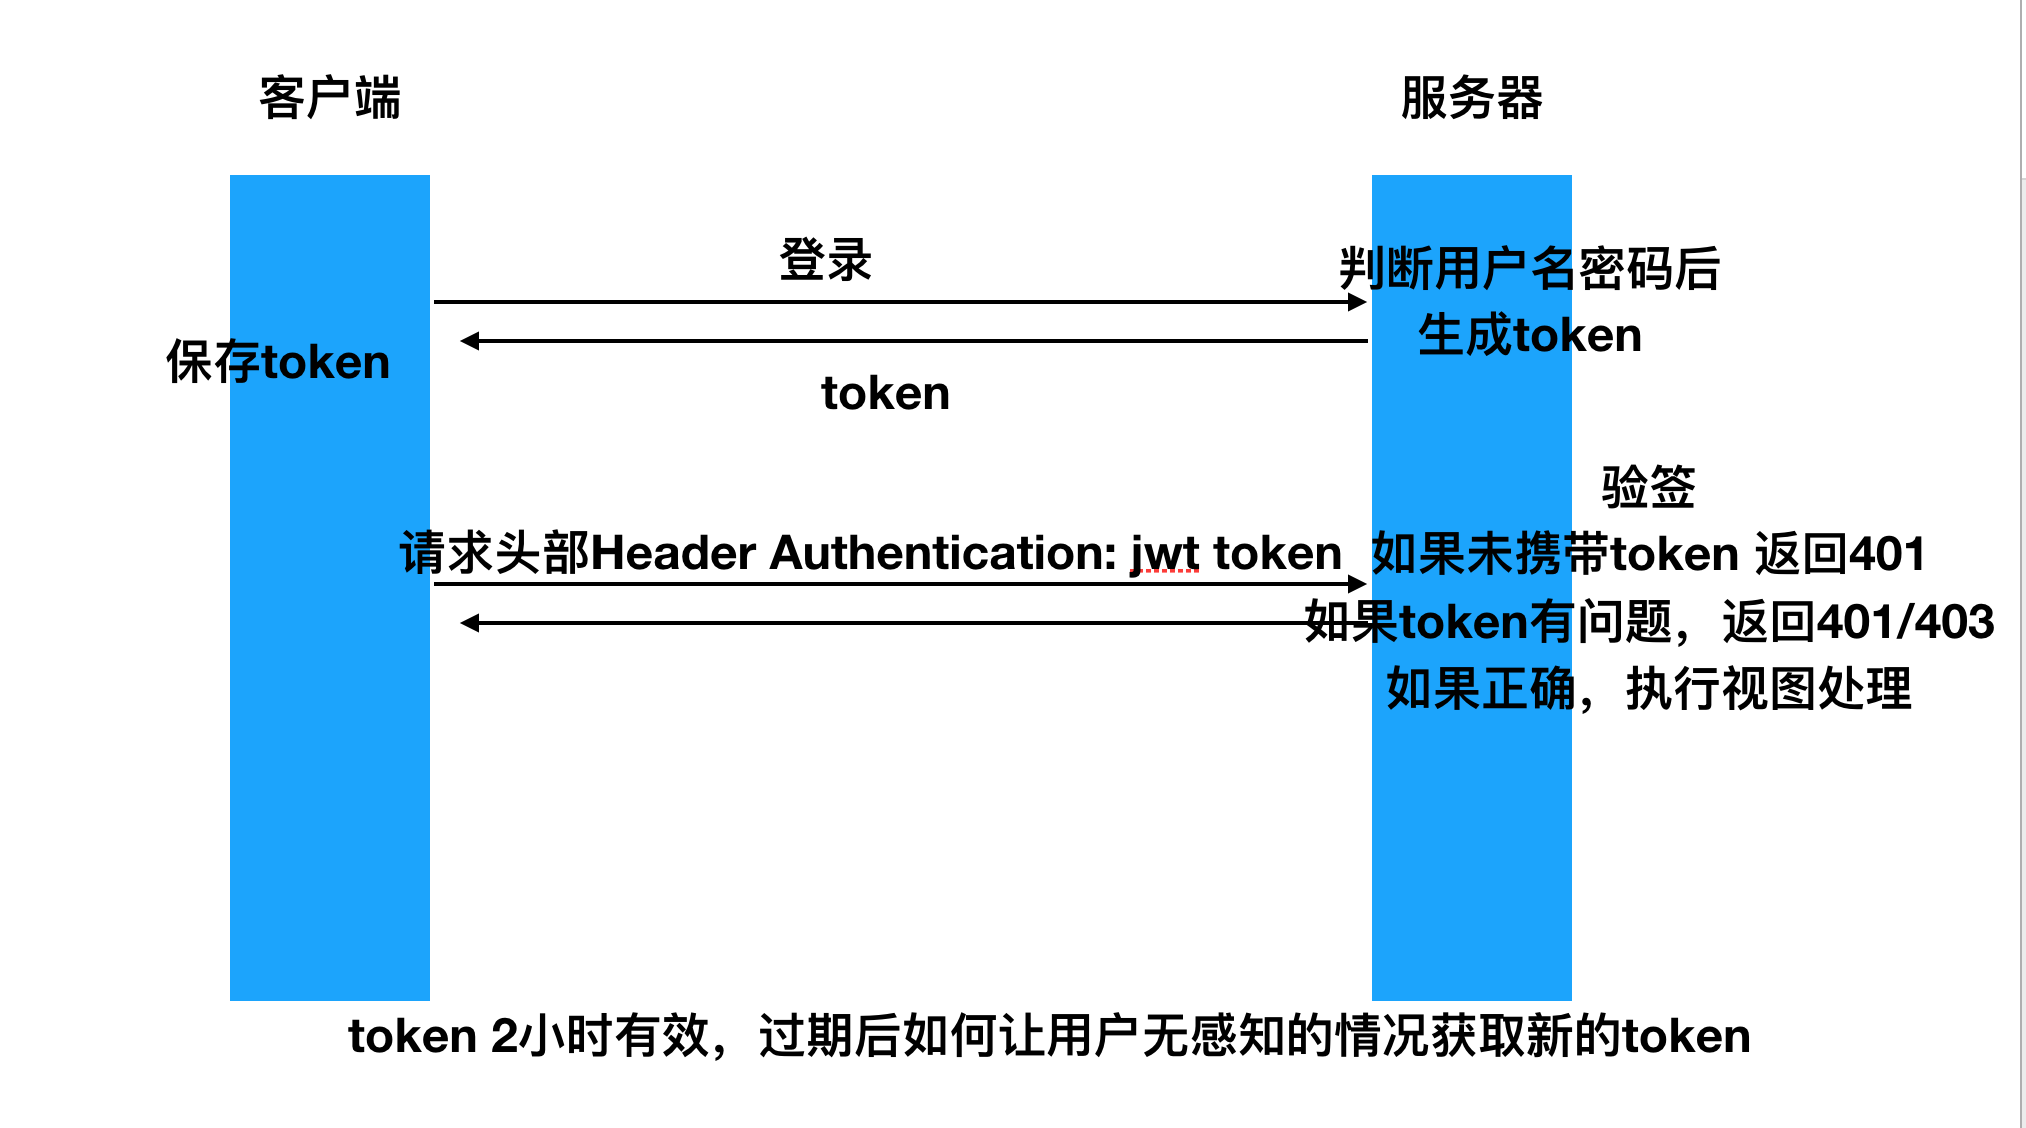 客户端
服务器
登录
判断用户名密码后
生成token
保存token
token
验签
请求头部Header Authentication: jwt token
如果未携带token 返回401
如果token有问题，返回401/403
如果正确，执行视图处理
token 2小时有效，过期后如何让用户无感知的情况获取新的token